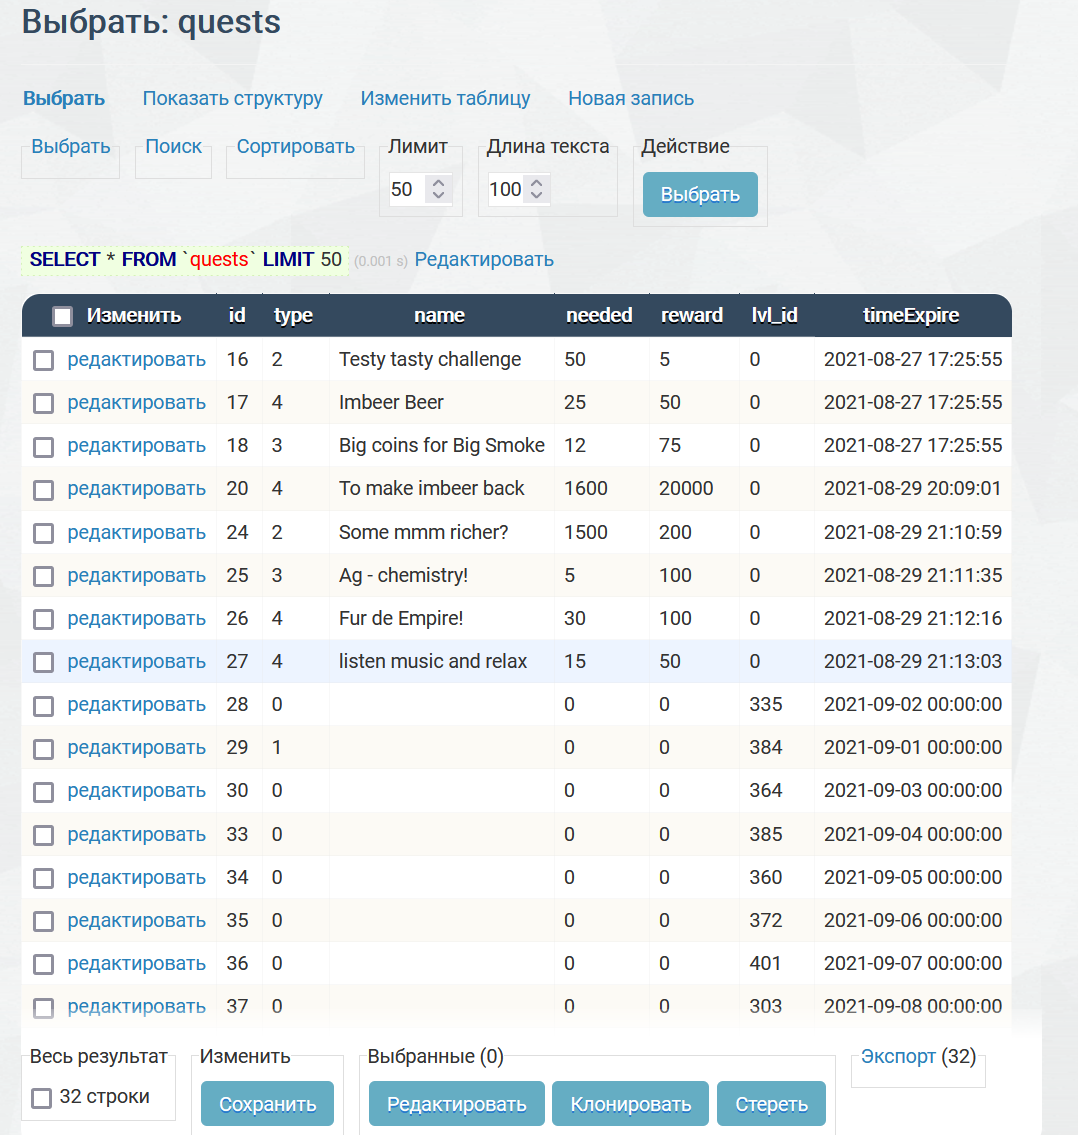 Выбрать: quests
Выбрать Показать структуру Изменить таблицу Новая запись
Выбрать Поиск Сортировать Лимит Длина текста Действие
50 100 Выбрать
SELECT * FROM `quests` LIMIT 50 (0.001 s) Редактировать
Изменить id type name needed reward lvl_id timeExpire
редактировать 16 2 Testy tasty challenge 50 5 0 2021-08-27 17:25:55
редактировать 17 4 Imbeer Beer 25 50 0 2021-08-27 17:25:55
редактировать 18 3 Big coins for Big Smoke 12 75 0 2021-08-27 17:25:55
редактировать 20 4 To make imbeer back 1600 20000 0 2021-08-29 20:09:01
редактировать 24 2 Some mmm richer? 1500 200 0 2021-08-29 21:10:59
редактировать 25 3 Ag - chemistry! 5 100 0 2021-08-29 21:11:35
редактировать 26 4 Fur de Empire! 30 100 0 2021-08-29 21:12:16
редактировать 27 4 listen music and relax 15 50 0 2021-08-29 21:13:03
редактировать 28 0 0 0 335 2021-09-02 00:00:00
редактировать 29 1 0 0 384 2021-09-01 00:00:00
редактировать 30 0 0 0 364 2021-09-03 00:00:00
редактировать 33 0 0 0 385 2021-09-04 00:00:00
редактировать 34 0 0 0 360 2021-09-05 00:00:00
редактировать 35 0 0 0 372 2021-09-06 00:00:00
редактировать 36 0 0 0 401 2021-09-07 00:00:00
редактировать 37 0 0 0 303 2021-09-08 00:00:00
Весь результат Изменить Выбранные (0) Экспорт (32)
32 строки Сохранить Редактировать Клонировать Стереть